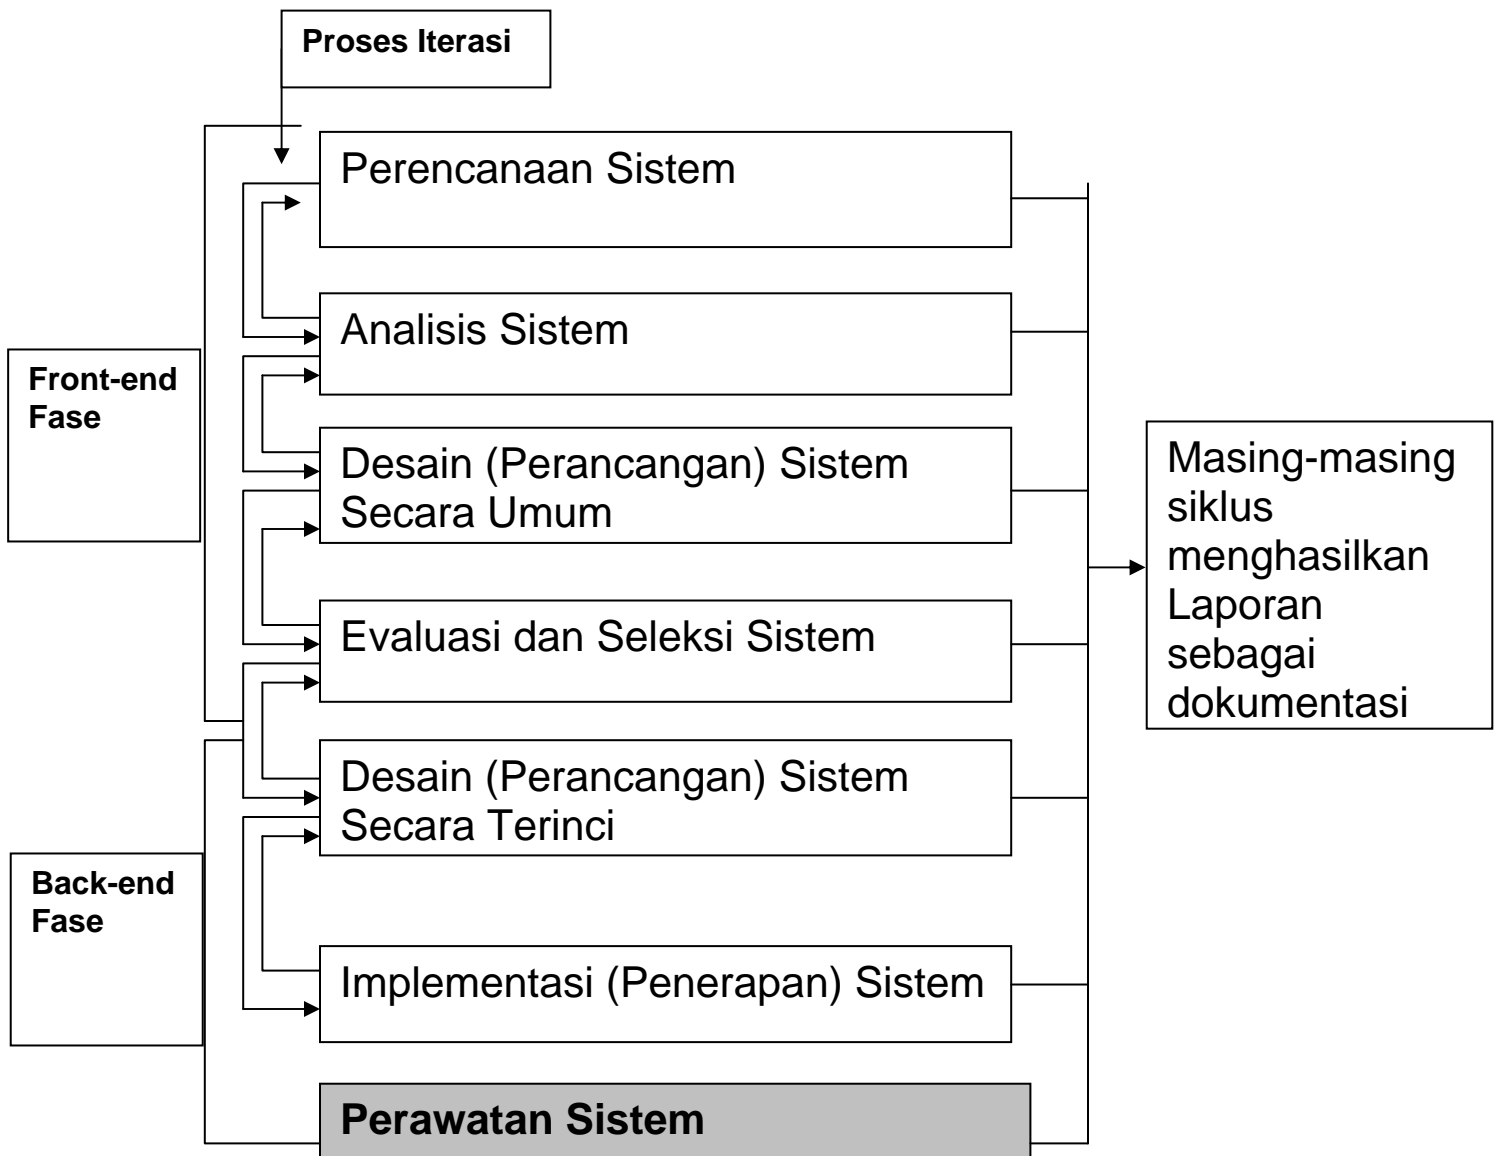 Proses Iterasi
Perencanaan Sistem
Analisis Sistem
Front-end
Fase
Desain (Perancangan) Sistem
Secara Umum
Masing-masing
siklus
menghasilkan
Laporan
sebagai
dokumentasi
Evaluasi dan Seleksi Sistem
Desain (Perancangan) Sistem
Secara Terinci
Back-end
Fase
Implementasi (Penerapan) Sistem
Perawatan Sistem